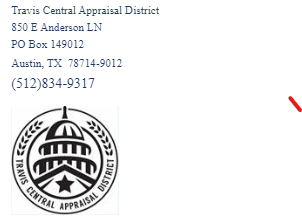 Travis Central Appraisal District
850 E Anderson LN
PO Box 149012
Austin, TX  78714-9012
(512)834-9317
TRAVIS CENTRAL APPRAISAL DISTRICT